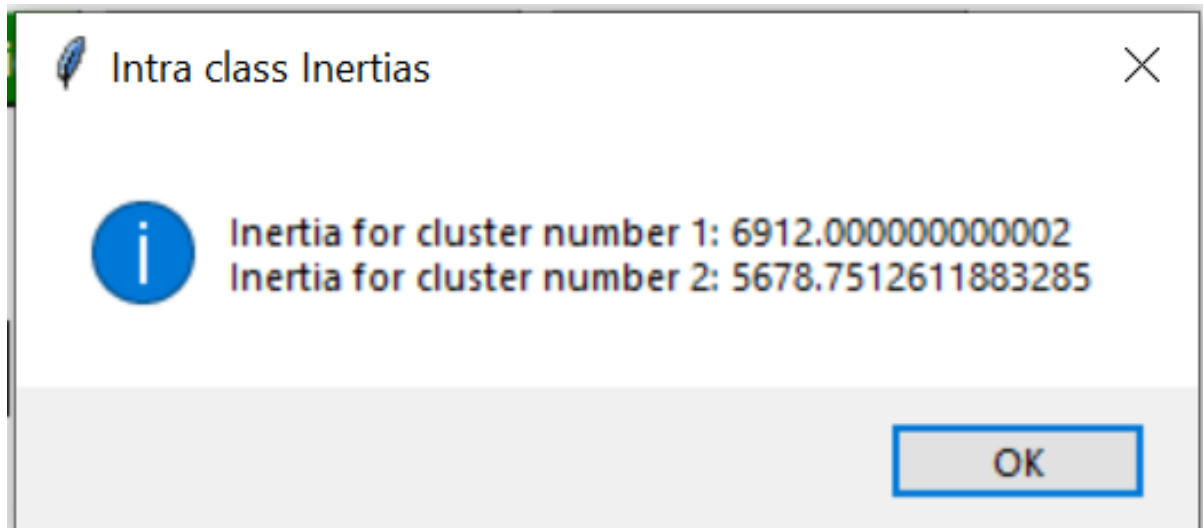 Intra class Inertias
Inertia for cluster number 1: 6912.000000000002
Inertia for cluster number 2: 5678.7512611883285
OK